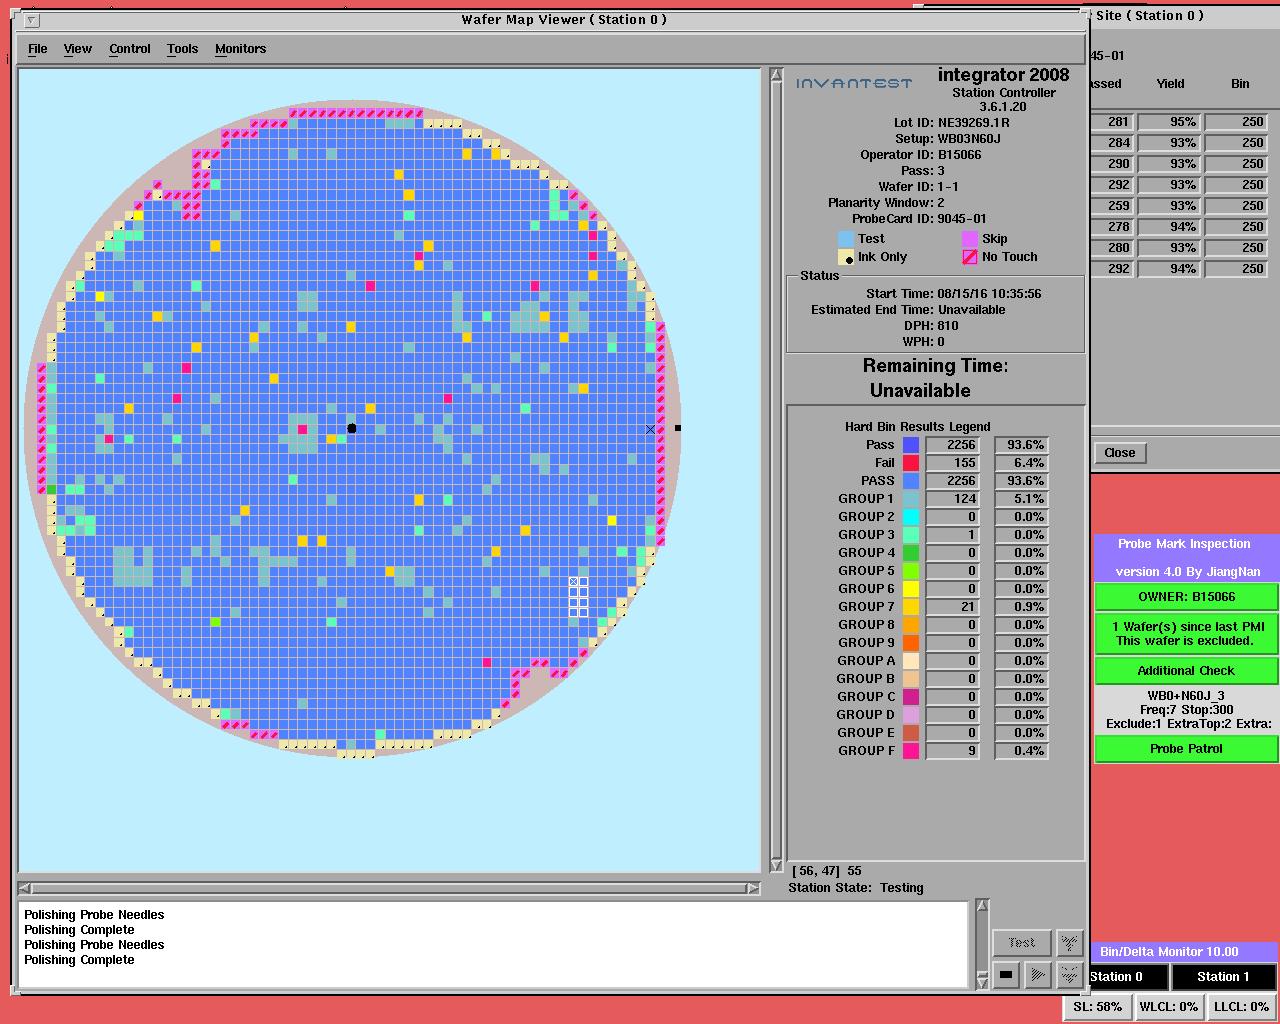 Wafer Map Viewer ( Station 0 )
File View Control Tools Monitors
INVANTEST
integrator 2008
Station Controller
3.6.1.20
Lot ID: NE39269.1R
Setup: WB03N60J
Operator ID: B15066
Pass: 3
Wafer ID: 1-1
Planarity Window: 2
ProbeCard ID: 9045-01
Test Skip
Ink Only No Touch
Status
Start Time: 08/15/16 10:35:56
Estimated End Time: Unavailable
DPH: 810
WPH: 0
Remaining Time:
Unavailable
Hard Bin Results Legend
Pass 2256 93.6%
Fail 155 6.4%
PASS 2256 93.6%
GROUP 1 124 5.1%
GROUP 2 0 0.0%
GROUP 3 1 0.0%
GROUP 4 0 0.0%
GROUP 5 0 0.0%
GROUP 6 0 0.0%
GROUP 7 21 0.9%
GROUP 8 0 0.0%
GROUP 9 0 0.0%
GROUP A 0 0.0%
GROUP B 0 0.0%
GROUP C 0 0.0%
GROUP D 0 0.0%
GROUP E 0 0.0%
GROUP F 9 0.4%
[ 56, 47] 55
Station State: Testing
Polishing Probe Needles
Polishing Complete
Polishing Probe Needles
Polishing Complete
Test
Site ( Station 0 )
45-01
assed Yield Bin
281 95% 250
284 93% 250
290 93% 250
292 93% 250
259 93% 250
278 94% 250
280 93% 250
292 94% 250
Close
Probe Mark Inspection
version 4.0 By JiangNan
OWNER: B15066
1 Wafer(s) since last PMI
This wafer is excluded.
Additional Check
WB0+N60J_3
Freq:7 Stop:300
Exclude:1 ExtraTop:2 Extra:
Probe Patrol
Bin/Delta Monitor 10.00
Station 0 Station 1
SL: 58% WLCL: 0% LLCL: 0%